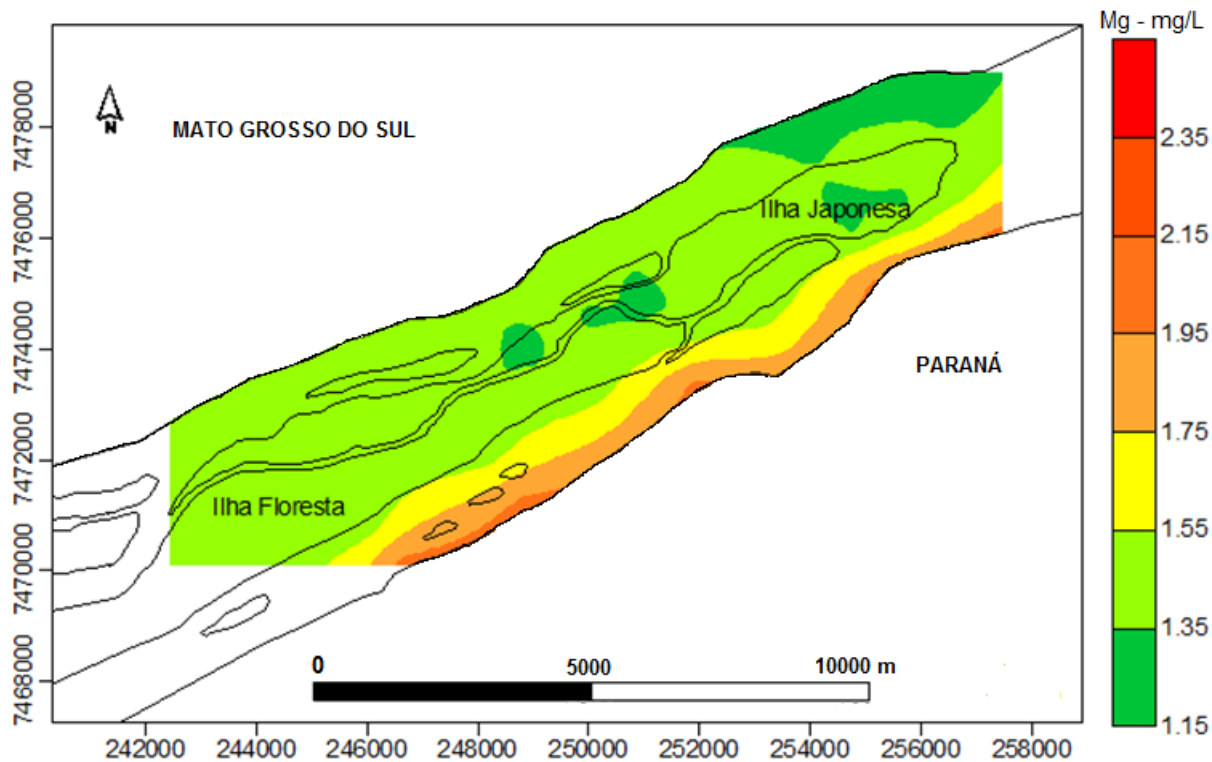 Mg - mg/L
N
MATO GROSSO DO SUL
Ilha Japonesa
PARANÁ
Ilha Floresta
0 5000 10000 m
7478000
7476000
7474000
7472000
7470000
7468000
242000 244000 246000 248000 250000 252000 254000 256000 258000
2.35
2.15
1.95
1.75
1.55
1.35
1.15